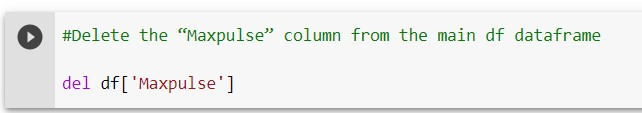 #Delete the “Maxpulse” column from the main df dataframe
del df['Maxpulse']